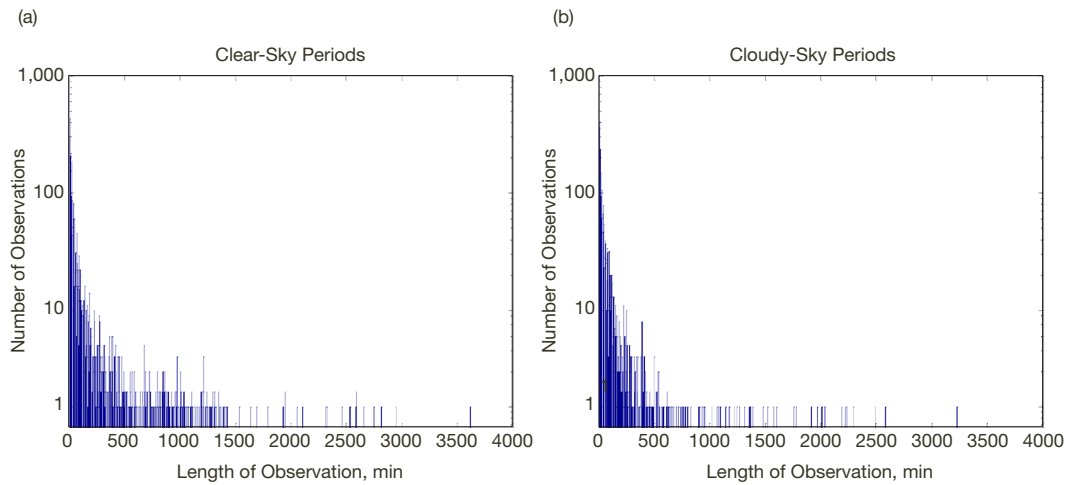 (a)
Clear-Sky Periods
1,000
100
10
1
0 500 1000 1500 2000 2500 3000 3500 4000
Number of Observations
Length of Observation, min
(b)
Cloudy-Sky Periods
1,000
100
10
1
0 500 1000 1500 2000 2500 3000 3500 4000
Number of Observations
Length of Observation, min